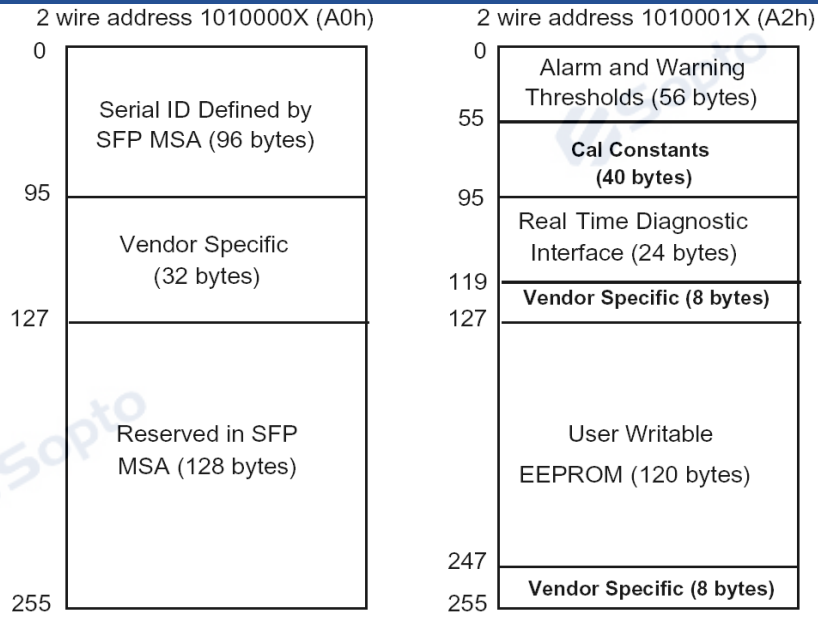 2 wire address 1010000X (A0h)
0
Serial ID Defined by
SFP MSA (96 bytes)
95
Vendor Specific
(32 bytes)
127
Reserved in SFP
MSA (128 bytes)
255
2 wire address 1010001X (A2h)
0
Alarm and Warning
Thresholds (56 bytes)
55
Cal Constants
(40 bytes)
95
Real Time Diagnostic
Interface (24 bytes)
119
Vendor Specific (8 bytes)
127
User Writable
EEPROM (120 bytes)
247
Vendor Specific (8 bytes)
255
Sopto
Sopto